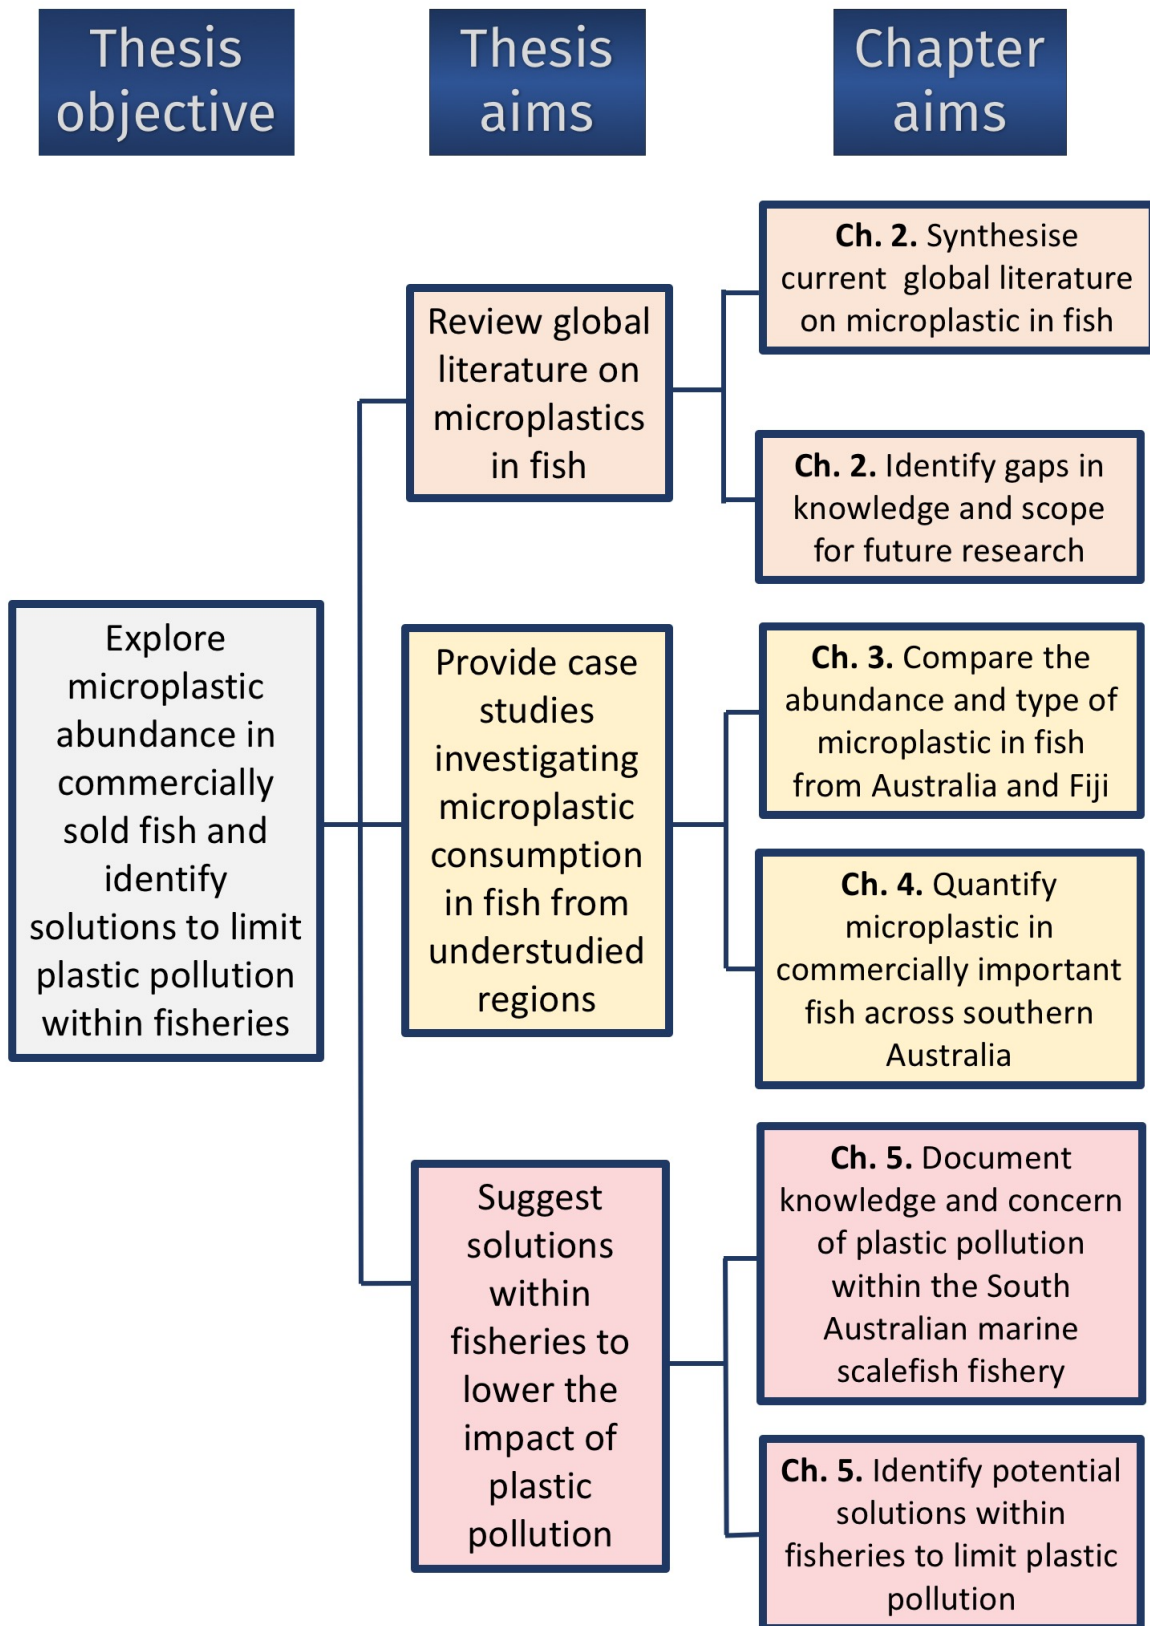 Thesis
objective
Thesis
aims
Chapter
aims
Explore
microplastic
abundance in
commercially
sold fish and
identify
solutions to limit
plastic pollution
within fisheries
Review global
literature on
microplastics
in fish
Ch. 2. Synthesise
current  global literature
on microplastic in fish
Ch. 2. Identify gaps in
knowledge and scope
for future research
Provide case
studies
investigating
microplastic
consumption
in fish from
understudied
regions
Ch. 3. Compare the
abundance and type of
microplastic in fish
from Australia and Fiji
Ch. 4. Quantify
microplastic in
commercially important
fish across southern
Australia
Suggest
solutions
within
fisheries to
lower the
impact of
plastic
pollution
Ch. 5. Document
knowledge and concern
of plastic pollution
within the South
Australian marine
scalefish fishery
Ch. 5. Identify potential
solutions within
fisheries to limit plastic
pollution